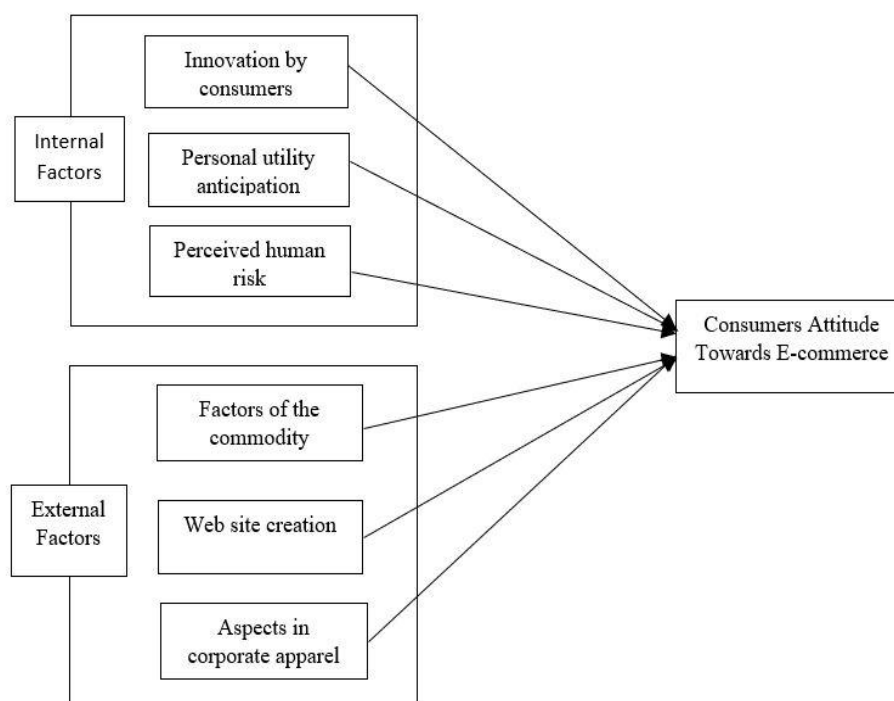 Internal
Factors
Innovation by
consumers
Personal utility
anticipation
Perceived human
risk
Consumers Attitude
Towards E-commerce
External
Factors
Factors of the
commodity
Web site creation
Aspects in
corporate apparel